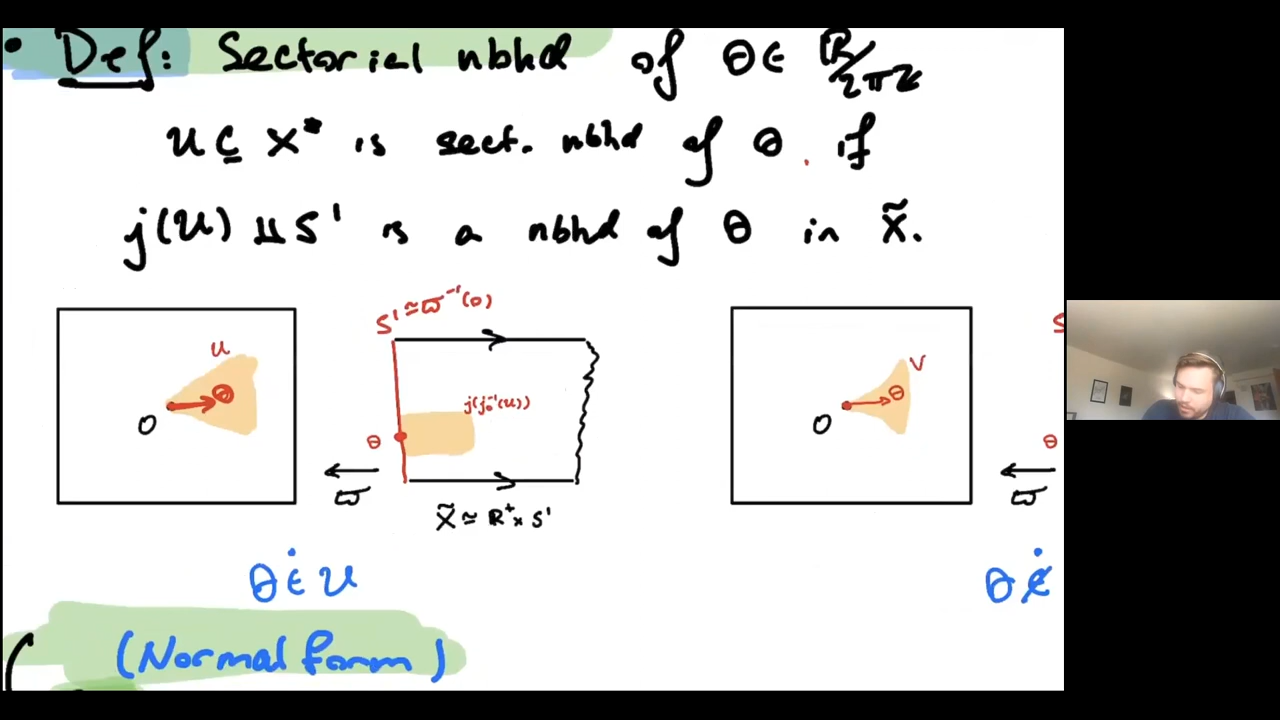 • Def: Sectorial nbhd of θ ∈ ℝ/2πℤ
U ⊆ X* is sect. nbhd of θ if
j(U) ⊔ S¹ is a nbhd of θ in X̃.
U
θ
O
S¹ ≃ ϖ⁻¹(0)
j(j₀⁻¹(U))
θ
ϖ
X̃ ≃ ℝ⁺ × S¹
V
θ
O
S
θ
ϖ
θ ∈̇ U
θ ∉̇
(Normal form)